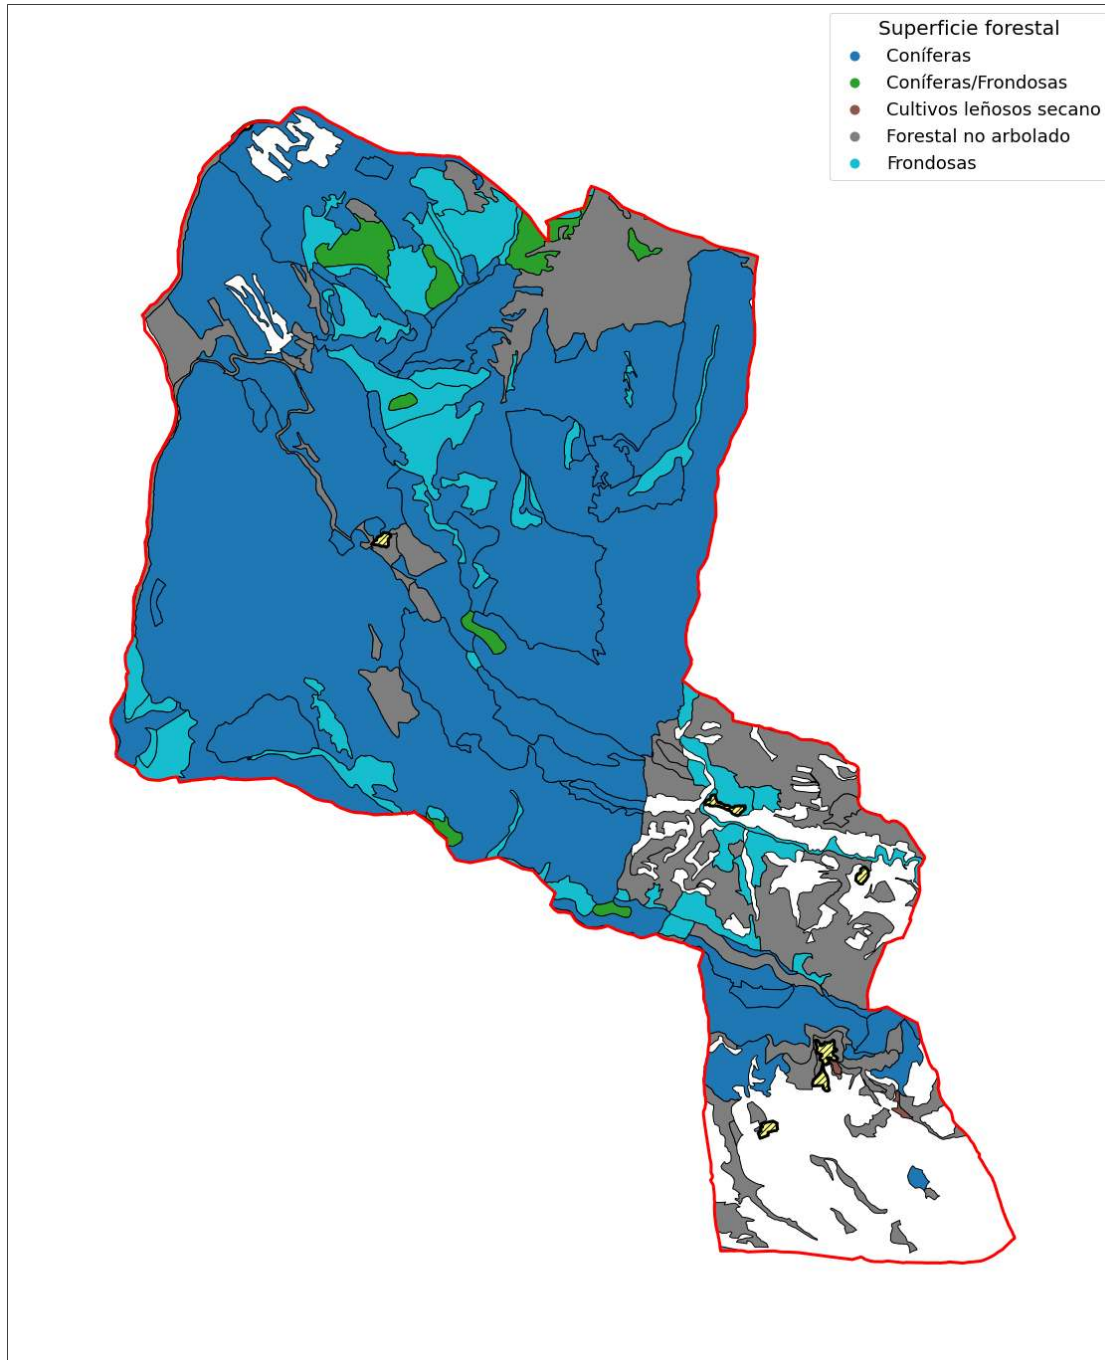 Superficie forestal
Coníferas
Coníferas/Frondosas
Cultivos leñosos secano
Forestal no arbolado
Frondosas